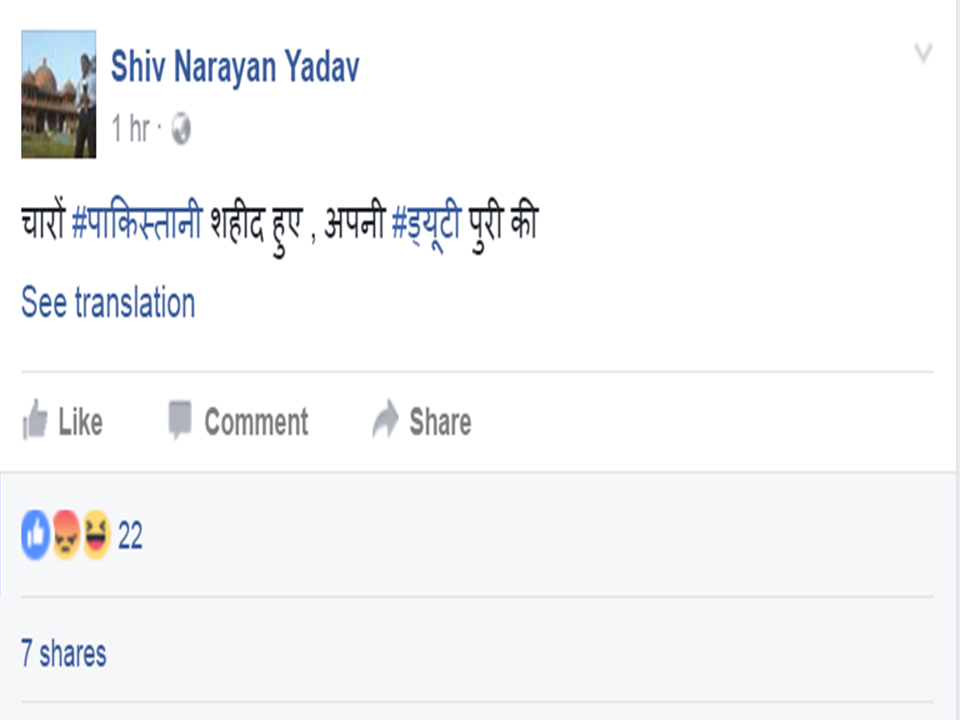 Shiv Narayan Yadav
1 hr ·
चारों #पाकिस्तानी शहीद हुए , अपनी #ड्यूटी पुरी की
See translation
Like Comment Share
22
7 shares